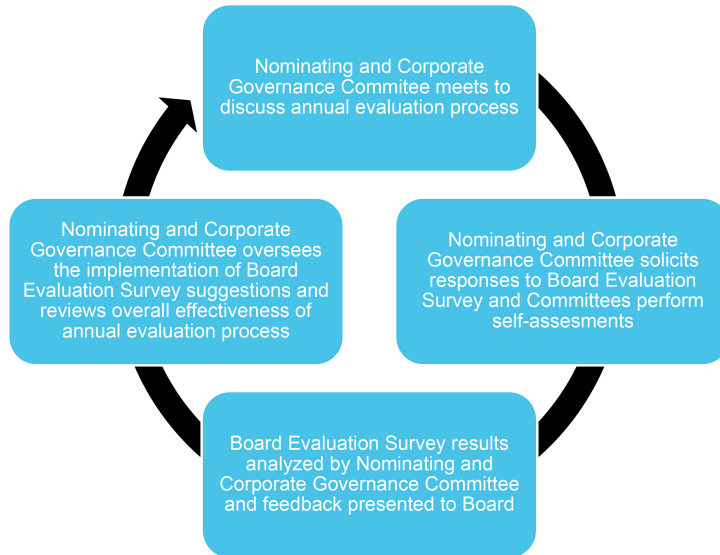 Nominating and Corporate
Governance Commitee meets to
discuss annual evaluation process
Nominating and Corporate
Governance Committee solicits
responses to Board Evaluation
Survey and Committees perform
self-assesments
Board Evaluation Survey results
analyzed by Nominating and
Corporate Governance Committee
and feedback presented to Board
Nominating and Corporate
Governance Committee oversees
the implementation of Board
Evaluation Survey suggestions and
reviews overall effectiveness of
annual evaluation process